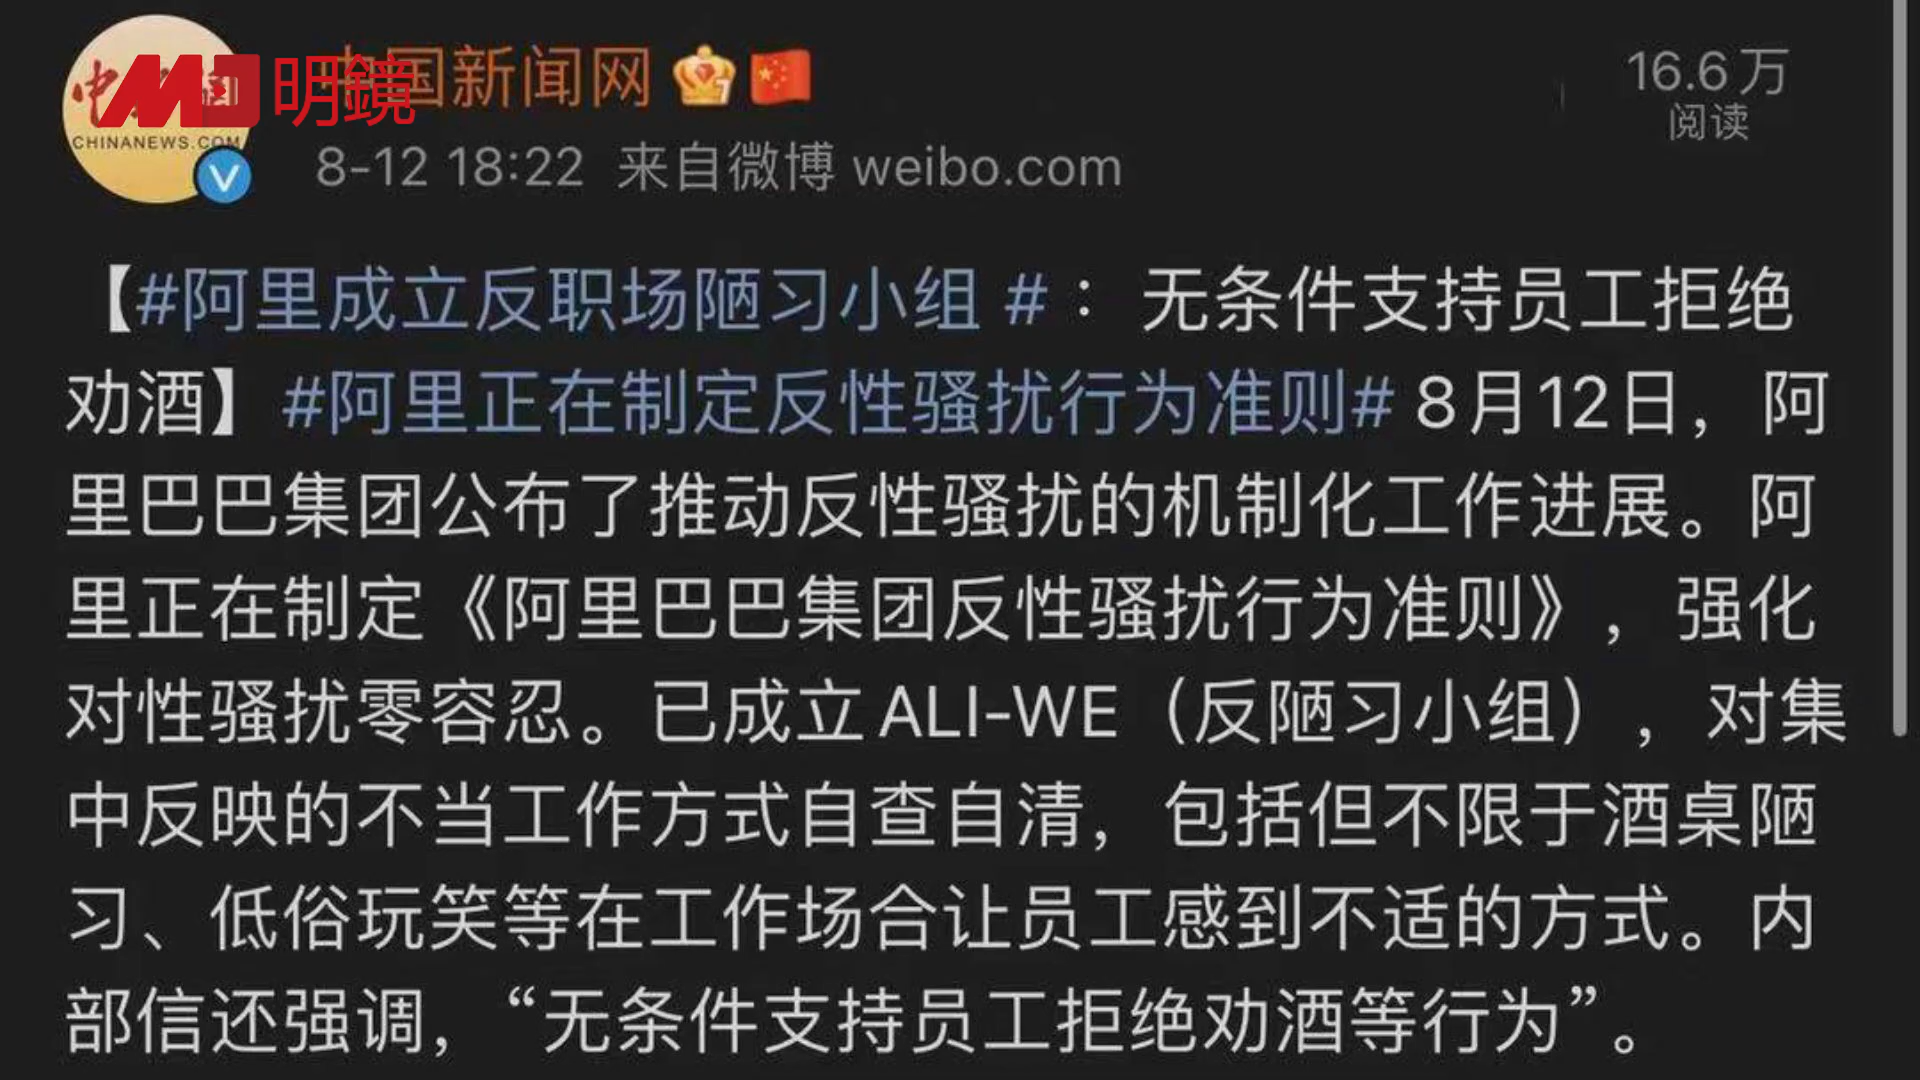 明鏡
中国新闻网
CHINANEWS.COM
16.6万
阅读
8-12 18:22 来自微博 weibo.com
【#阿里成立反职场陋习小组 #：无条件支持员工拒绝
劝酒】#阿里正在制定反性骚扰行为准则# 8月12日，阿
里巴巴集团公布了推动反性骚扰的机制化工作进展。阿
里正在制定《阿里巴巴集团反性骚扰行为准则》，强化
对性骚扰零容忍。已成立ALI-WE（反陋习小组），对集
中反映的不当工作方式自查自清，包括但不限于酒桌陋
习、低俗玩笑等在工作场合让员工感到不适的方式。内
部信还强调，“无条件支持员工拒绝劝酒等行为”。